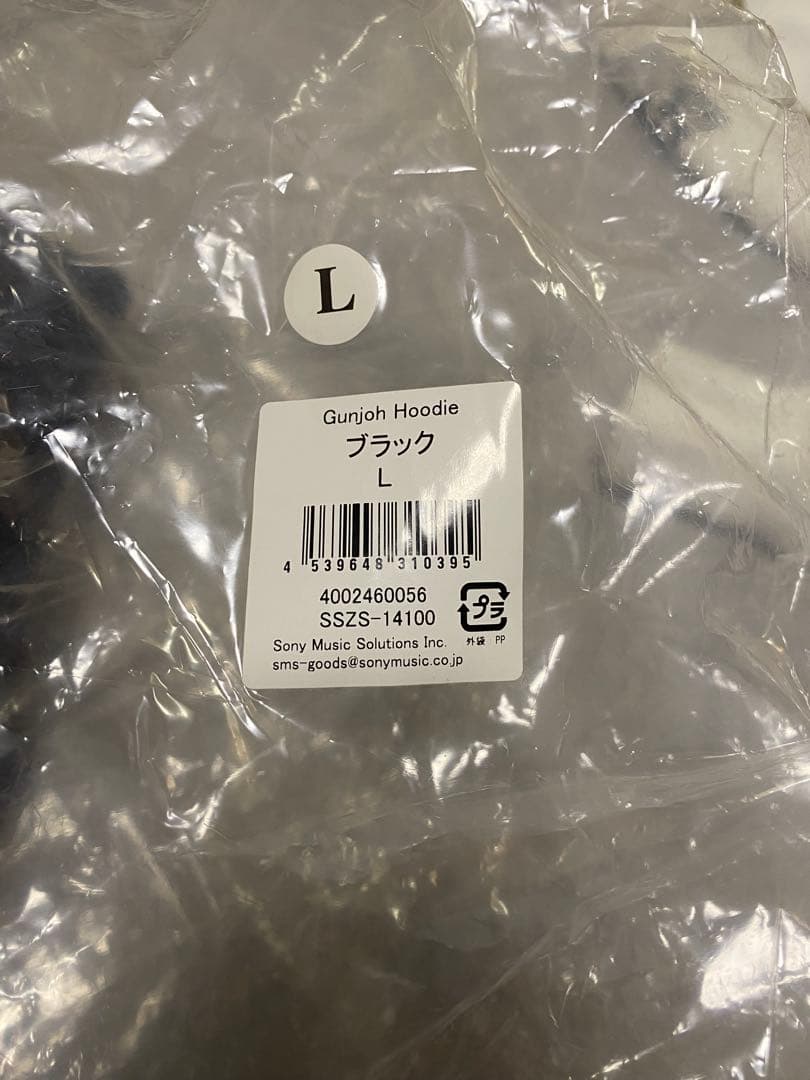 L
Gunjoh Hoodie
ブラック
L
4 539648 310395
4002460056
SSZS-14100
プラ
外袋 PP
Sony Music Solutions Inc.
sms-goods@sonymusic.co.jp